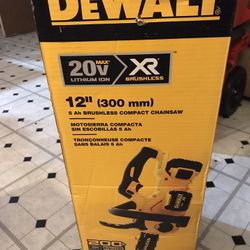 DEWALT
20V MAX*
LITHIUM ION
XR
BRUSHLESS
12" (300 mm)
5 Ah BRUSHLESS COMPACT CHAINSAW
MOTOSIERRA COMPACTA
SIN ESCOBILLAS 5 Ah
TRONÇONNEUSE COMPACTE
SANS BALAIS 5 Ah
DEWALT